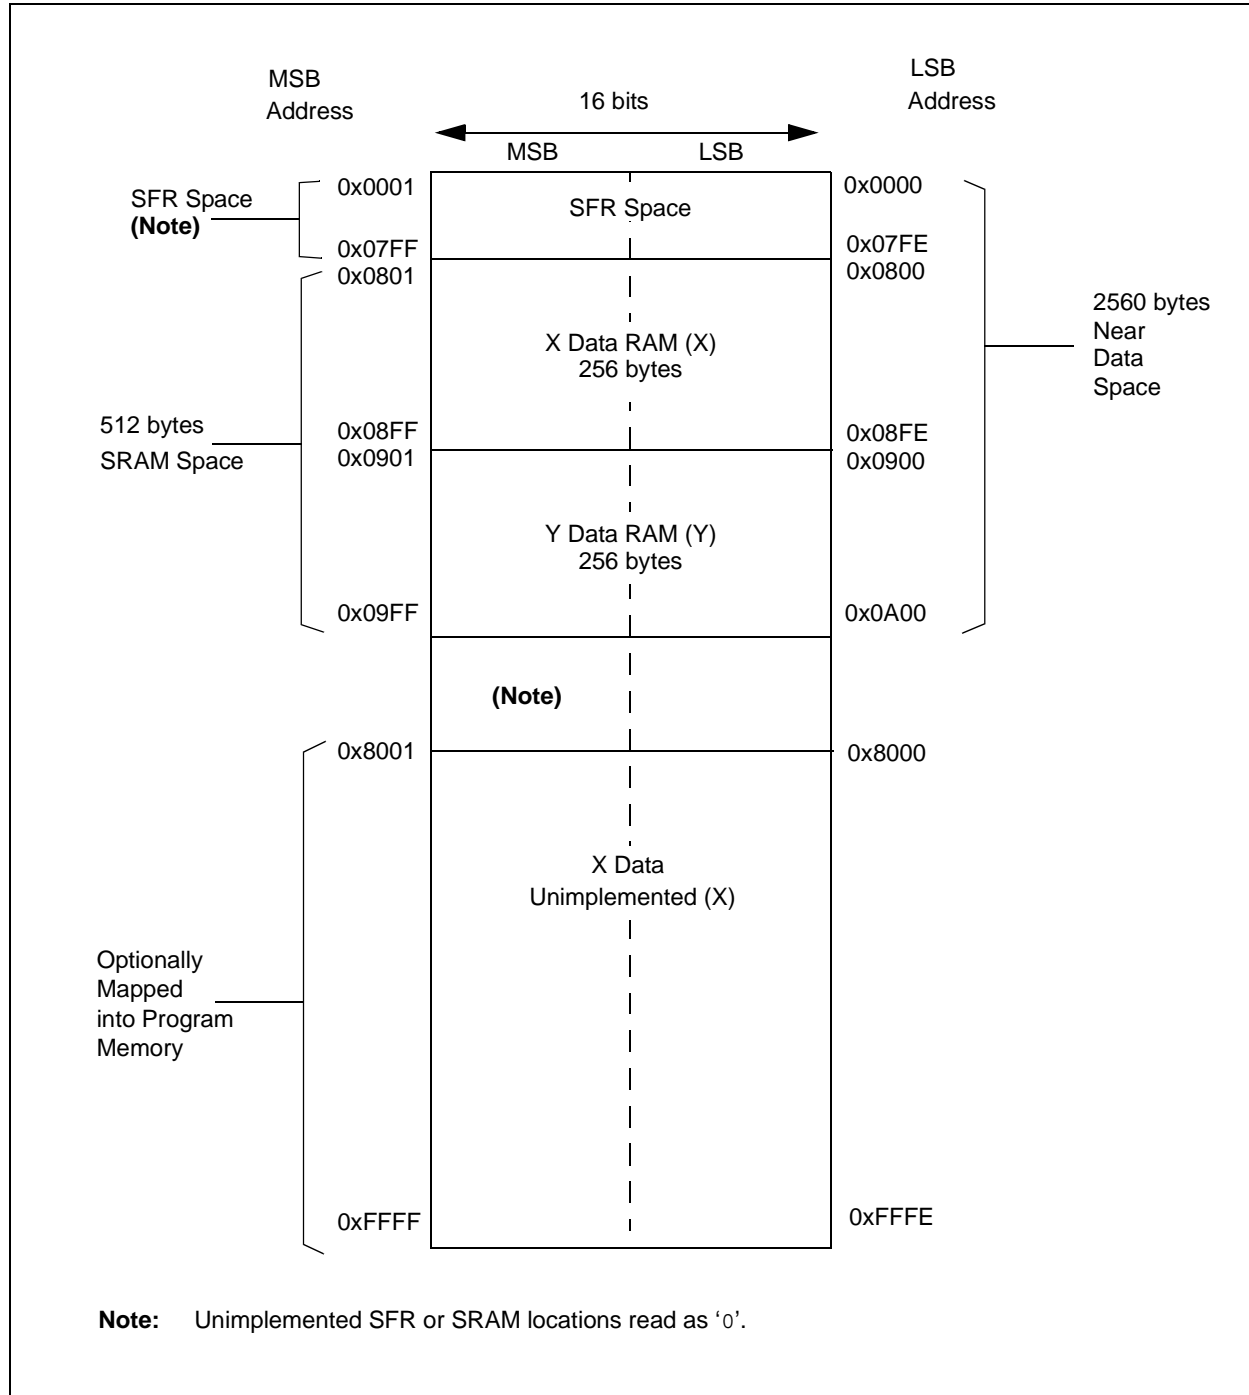 MSB
Address
LSB
Address
16 bits
MSB LSB
SFR Space
(Note)
0x0001
SFR Space
0x0000
0x07FF
0x07FE
0x0801
0x0800
X Data RAM (X)
256 bytes
2560 bytes
Near
Data
Space
512 bytes
SRAM Space
0x08FF
0x08FE
0x0901
0x0900
Y Data RAM (Y)
256 bytes
0x09FF
0x0A00
(Note)
0x8001
0x8000
X Data
Unimplemented (X)
Optionally
Mapped
into Program
Memory
0xFFFF
0xFFFE
Note: Unimplemented SFR or SRAM locations read as ‘0’.